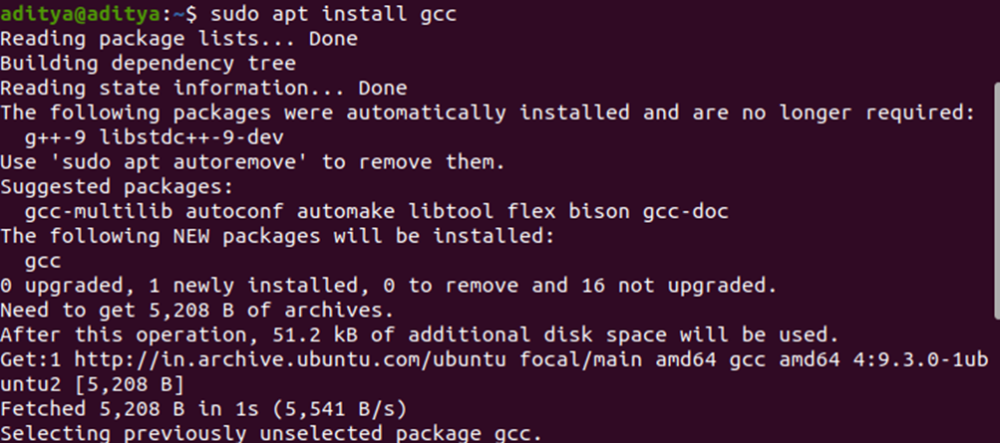 aditya@aditya:~$ sudo apt install gcc
Reading package lists... Done
Building dependency tree
Reading state information... Done
The following packages were automatically installed and are no longer required:
  g++-9 libstdc++-9-dev
Use 'sudo apt autoremove' to remove them.
Suggested packages:
  gcc-multilib autoconf automake libtool flex bison gcc-doc
The following NEW packages will be installed:
  gcc
0 upgraded, 1 newly installed, 0 to remove and 16 not upgraded.
Need to get 5,208 B of archives.
After this operation, 51.2 kB of additional disk space will be used.
Get:1 http://in.archive.ubuntu.com/ubuntu focal/main amd64 gcc amd64 4:9.3.0-1ub
untu2 [5,208 B]
Fetched 5,208 B in 1s (5,541 B/s)
Selecting previously unselected package gcc.